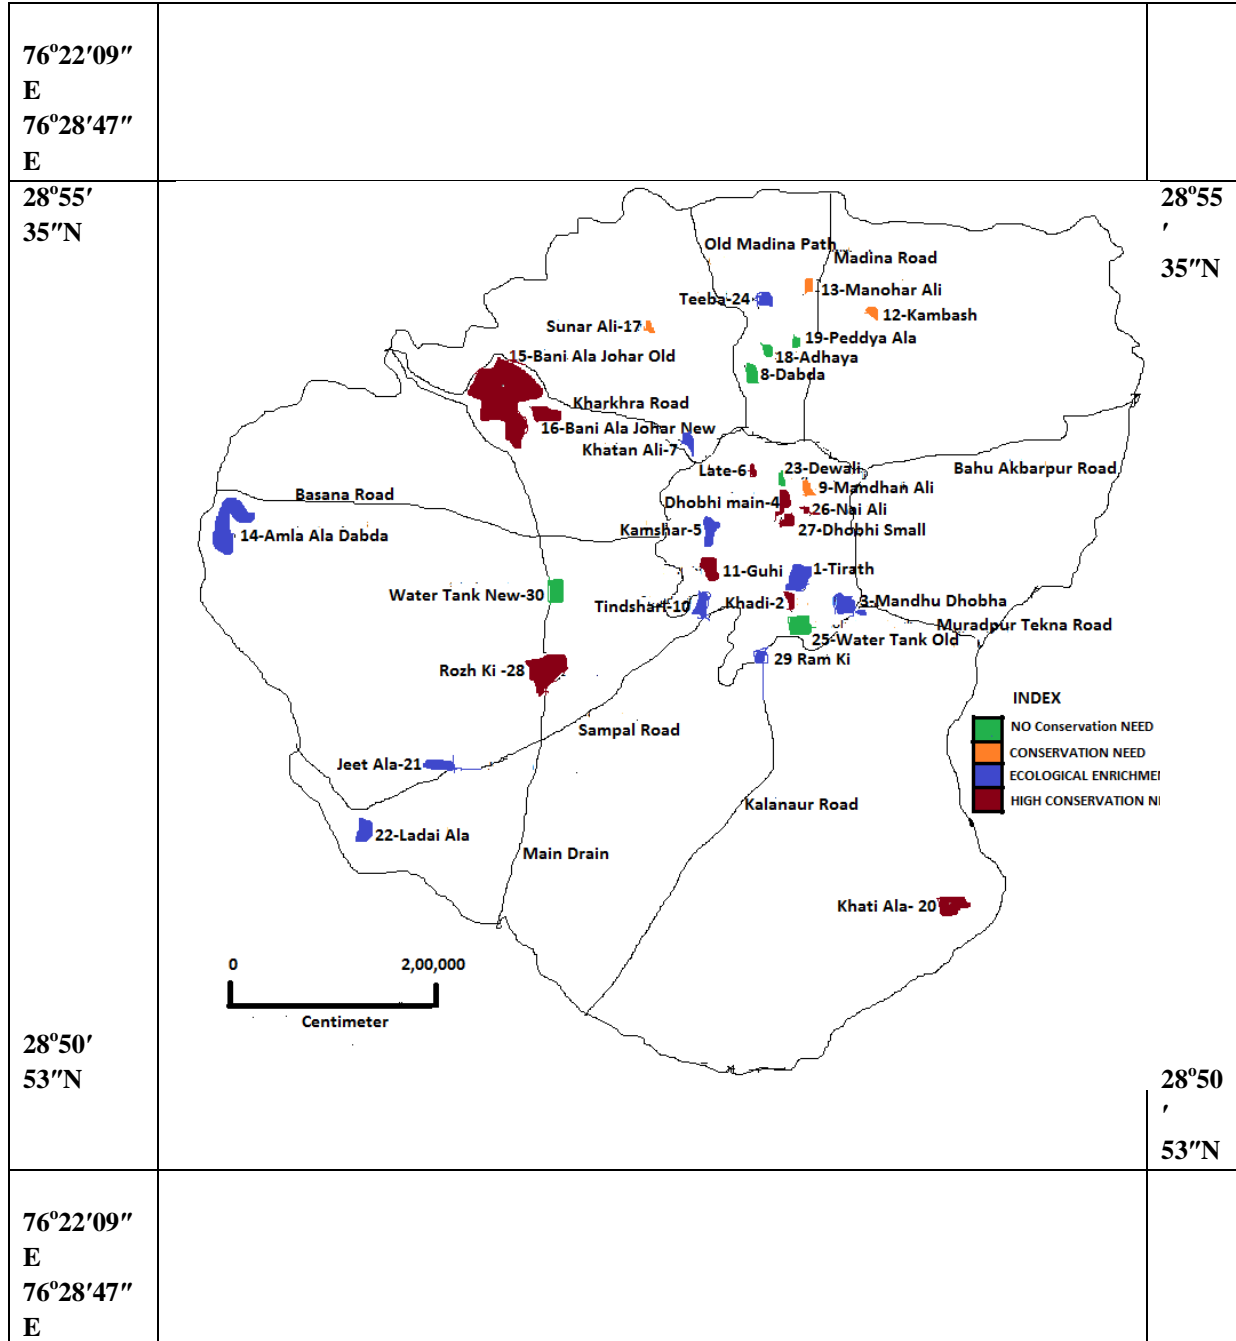 76°22′09″
E
76°28′47″
E
28°55′
35″N
28°55
′
35″N
Old Madina Path
Madina Road
13-Manohar Ali
Teeba-24
12-Kambash
Sunar Ali-17
19-Peddya Ala
15-Bani Ala Johar Old
18-Adhaya
8-Dabda
Kharkhra Road
16-Bani Ala Johar New
Khatan Ali-7
Late-6
23-Dewali
Bahu Akbarpur Road
9-Mandhan Ali
Basana Road
Dhobhi main-4
26-Nai Ali
Kamshar-5
27-Dhobhi Small
14-Amla Ala Dabda
11-Guhi
1-Tirath
Water Tank New-30
Tindshari-10
Khadi-2
3-Mandhu Dhobha
Muradpur Tekna Road
25-Water Tank Old
29 Ram Ki
Rozh Ki -28
INDEX
NO Conservation NEED
CONSERVATION NEED
ECOLOGICAL ENRICHME
HIGH CONSERVATION N
Sampal Road
Jeet Ala-21
Kalanaur Road
22-Ladai Ala
Main Drain
Khati Ala- 20
0 2,00,000
Centimeter
28°50′
53″N
28°50
′
53″N
76°22′09″
E
76°28′47″
E